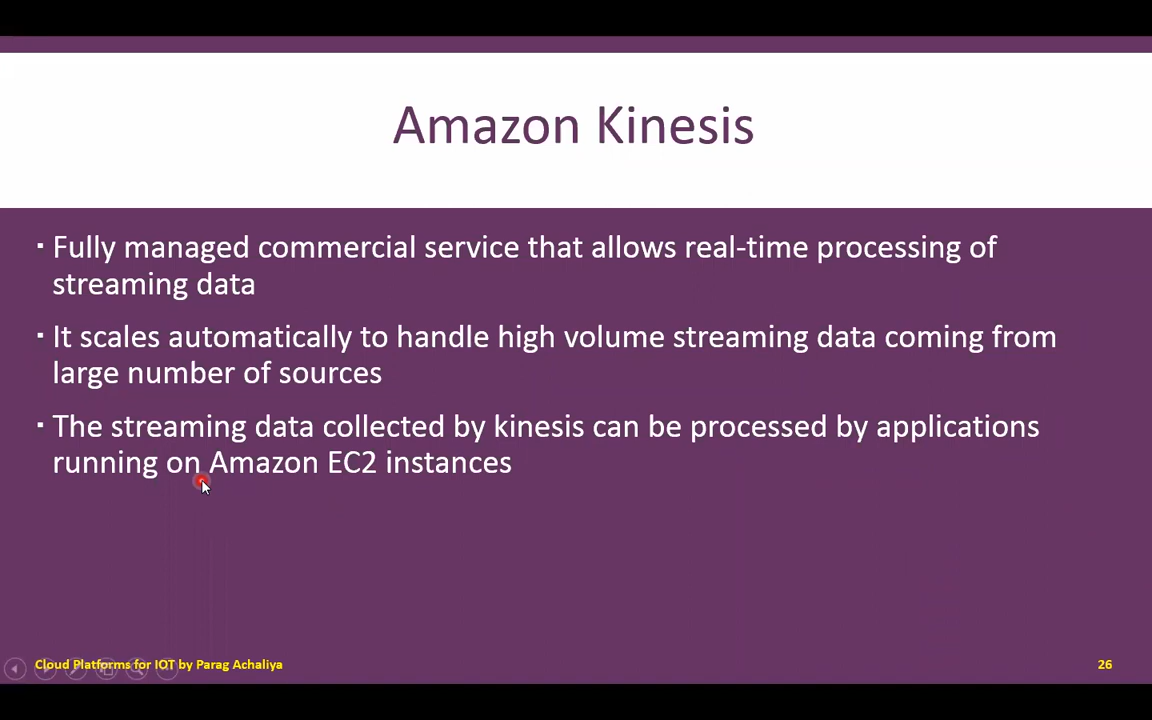 Amazon Kinesis
▪ Fully managed commercial service that allows real-time processing of
streaming data
▪ It scales automatically to handle high volume streaming data coming from
large number of sources
▪ The streaming data collected by kinesis can be processed by applications
running on Amazon EC2 instances
Cloud Platforms for IOT by Parag Achaliya
26